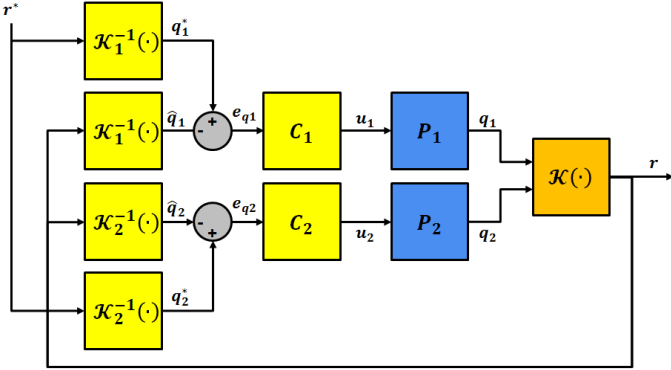 r*
𝒦₁⁻¹(·)
q₁*
𝒦₁⁻¹(·)
q̂₁
+
-
e_q1
C₁
u₁
P₁
q₁
𝒦(·)
r
𝒦₂⁻¹(·)
q̂₂
-
+
e_q2
C₂
u₂
P₂
q₂
𝒦₂⁻¹(·)
q₂*